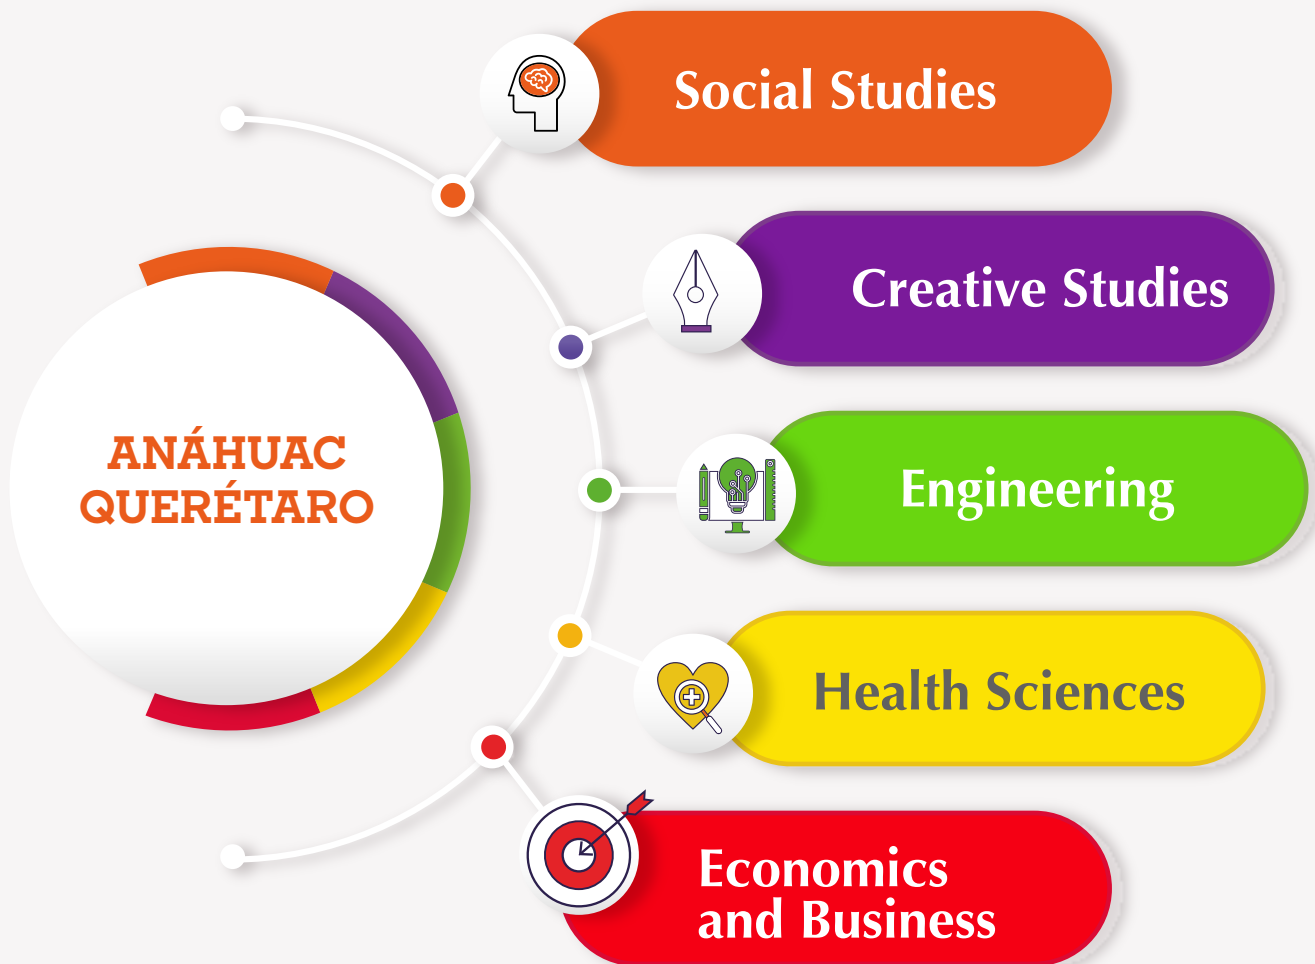 Social Studies
Creative Studies
ANÁHUAC
QUERÉTARO
Engineering
Health Sciences
Economics
and Business